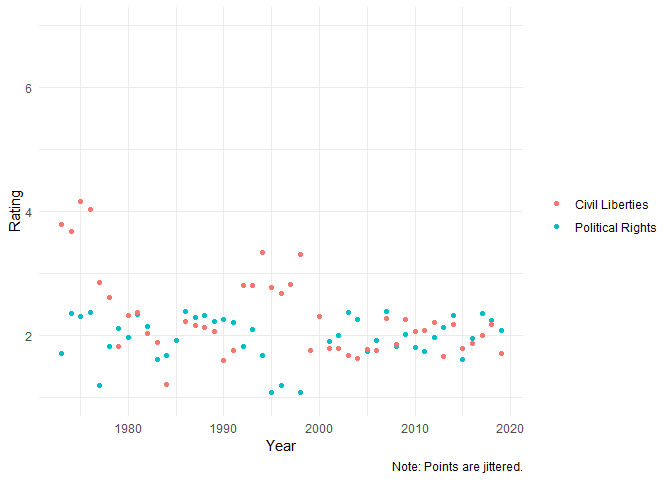 6
4
2
Rating
1980 1990 2000 2010 2020
Year
Civil Liberties
Political Rights
Note: Points are jittered.